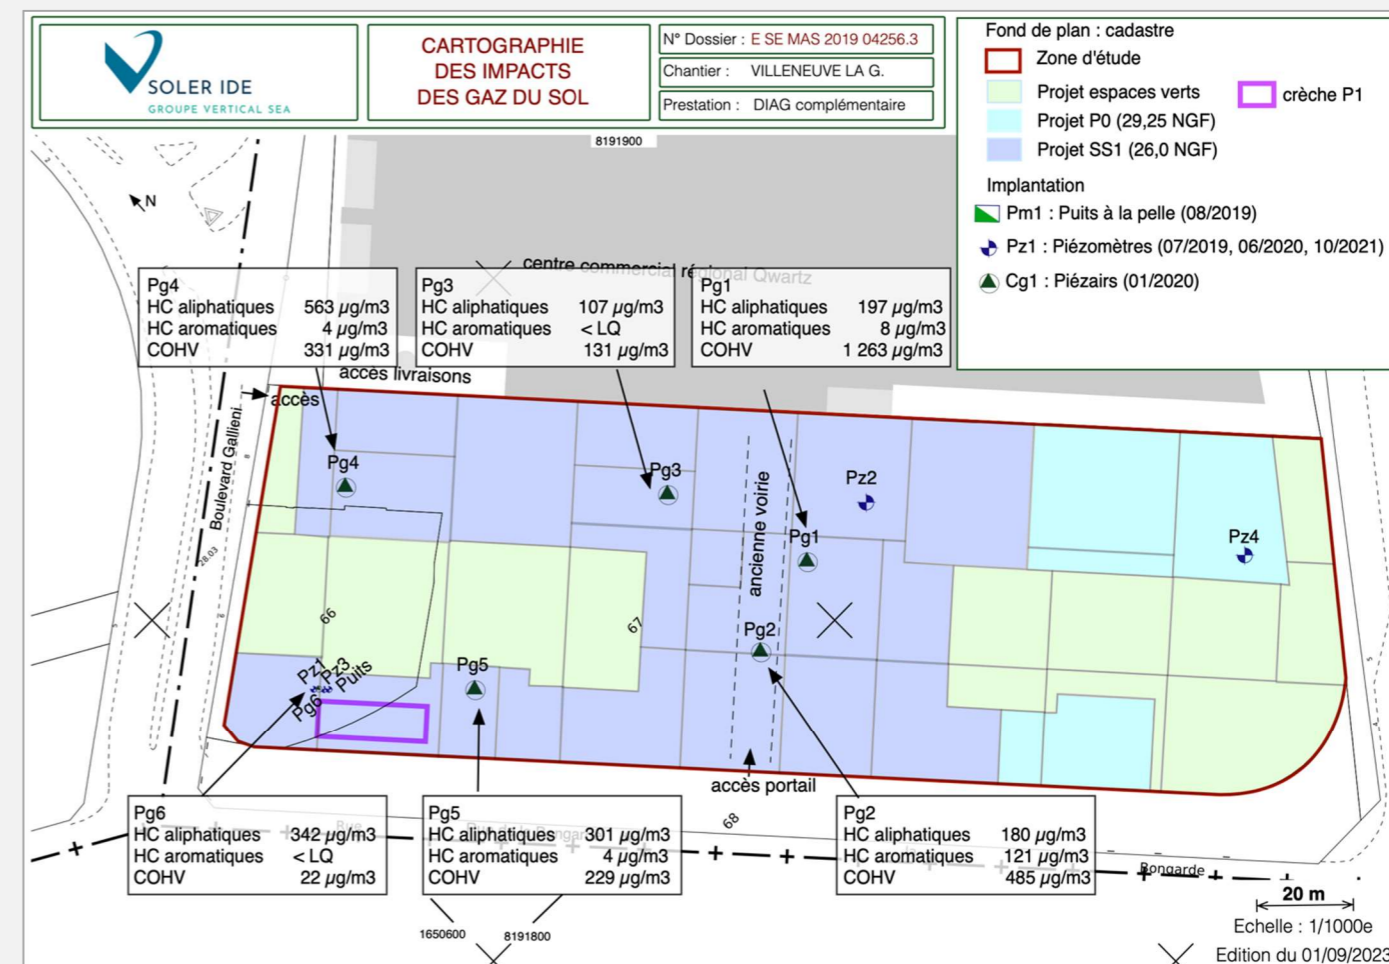 SOLER IDE
GROUPE VERTICAL SEA
CARTOGRAPHIE
DES IMPACTS
DES GAZ DU SOL
N° Dossier : E SE MAS 2019 04256.3
Chantier : VILLENEUVE LA G.
Prestation : DIAG complémentaire
Fond de plan : cadastre
Zone d'étude
Projet espaces verts
crèche P1
Projet P0 (29,25 NGF)
Projet SS1 (26,0 NGF)
Implantation
Pm1 : Puits à la pelle (08/2019)
Pz1 : Piézomètres (07/2019, 06/2020, 10/2021)
Cg1 : Piézairs (01/2020)
8191900
N
centre commercial régional Qwartz
Pg4
HC aliphatiques 563 µg/m3
HC aromatiques 4 µg/m3
COHV 331 µg/m3
Pg3
HC aliphatiques 107 µg/m3
HC aromatiques < LQ
COHV 131 µg/m3
Pg1
HC aliphatiques 197 µg/m3
HC aromatiques 8 µg/m3
COHV 1 263 µg/m3
accès livraisons
accès
Boulevard Gallieni
28.03
Pg4
Pg3
Pz2
Pg1
Pz4
ancienne voirie
66
67
Pg2
Pz1
Pz3
Puits
Pg6
Pg5
accès portail
68
Pg6
HC aliphatiques 342 µg/m3
HC aromatiques < LQ
COHV 22 µg/m3
Pg5
HC aliphatiques 301 µg/m3
HC aromatiques 4 µg/m3
COHV 229 µg/m3
Pg2
HC aliphatiques 180 µg/m3
HC aromatiques 121 µg/m3
COHV 485 µg/m3
Rue
Bongarde
1650600
8191800
20 m
Echelle : 1/1000e
Edition du 01/09/2023